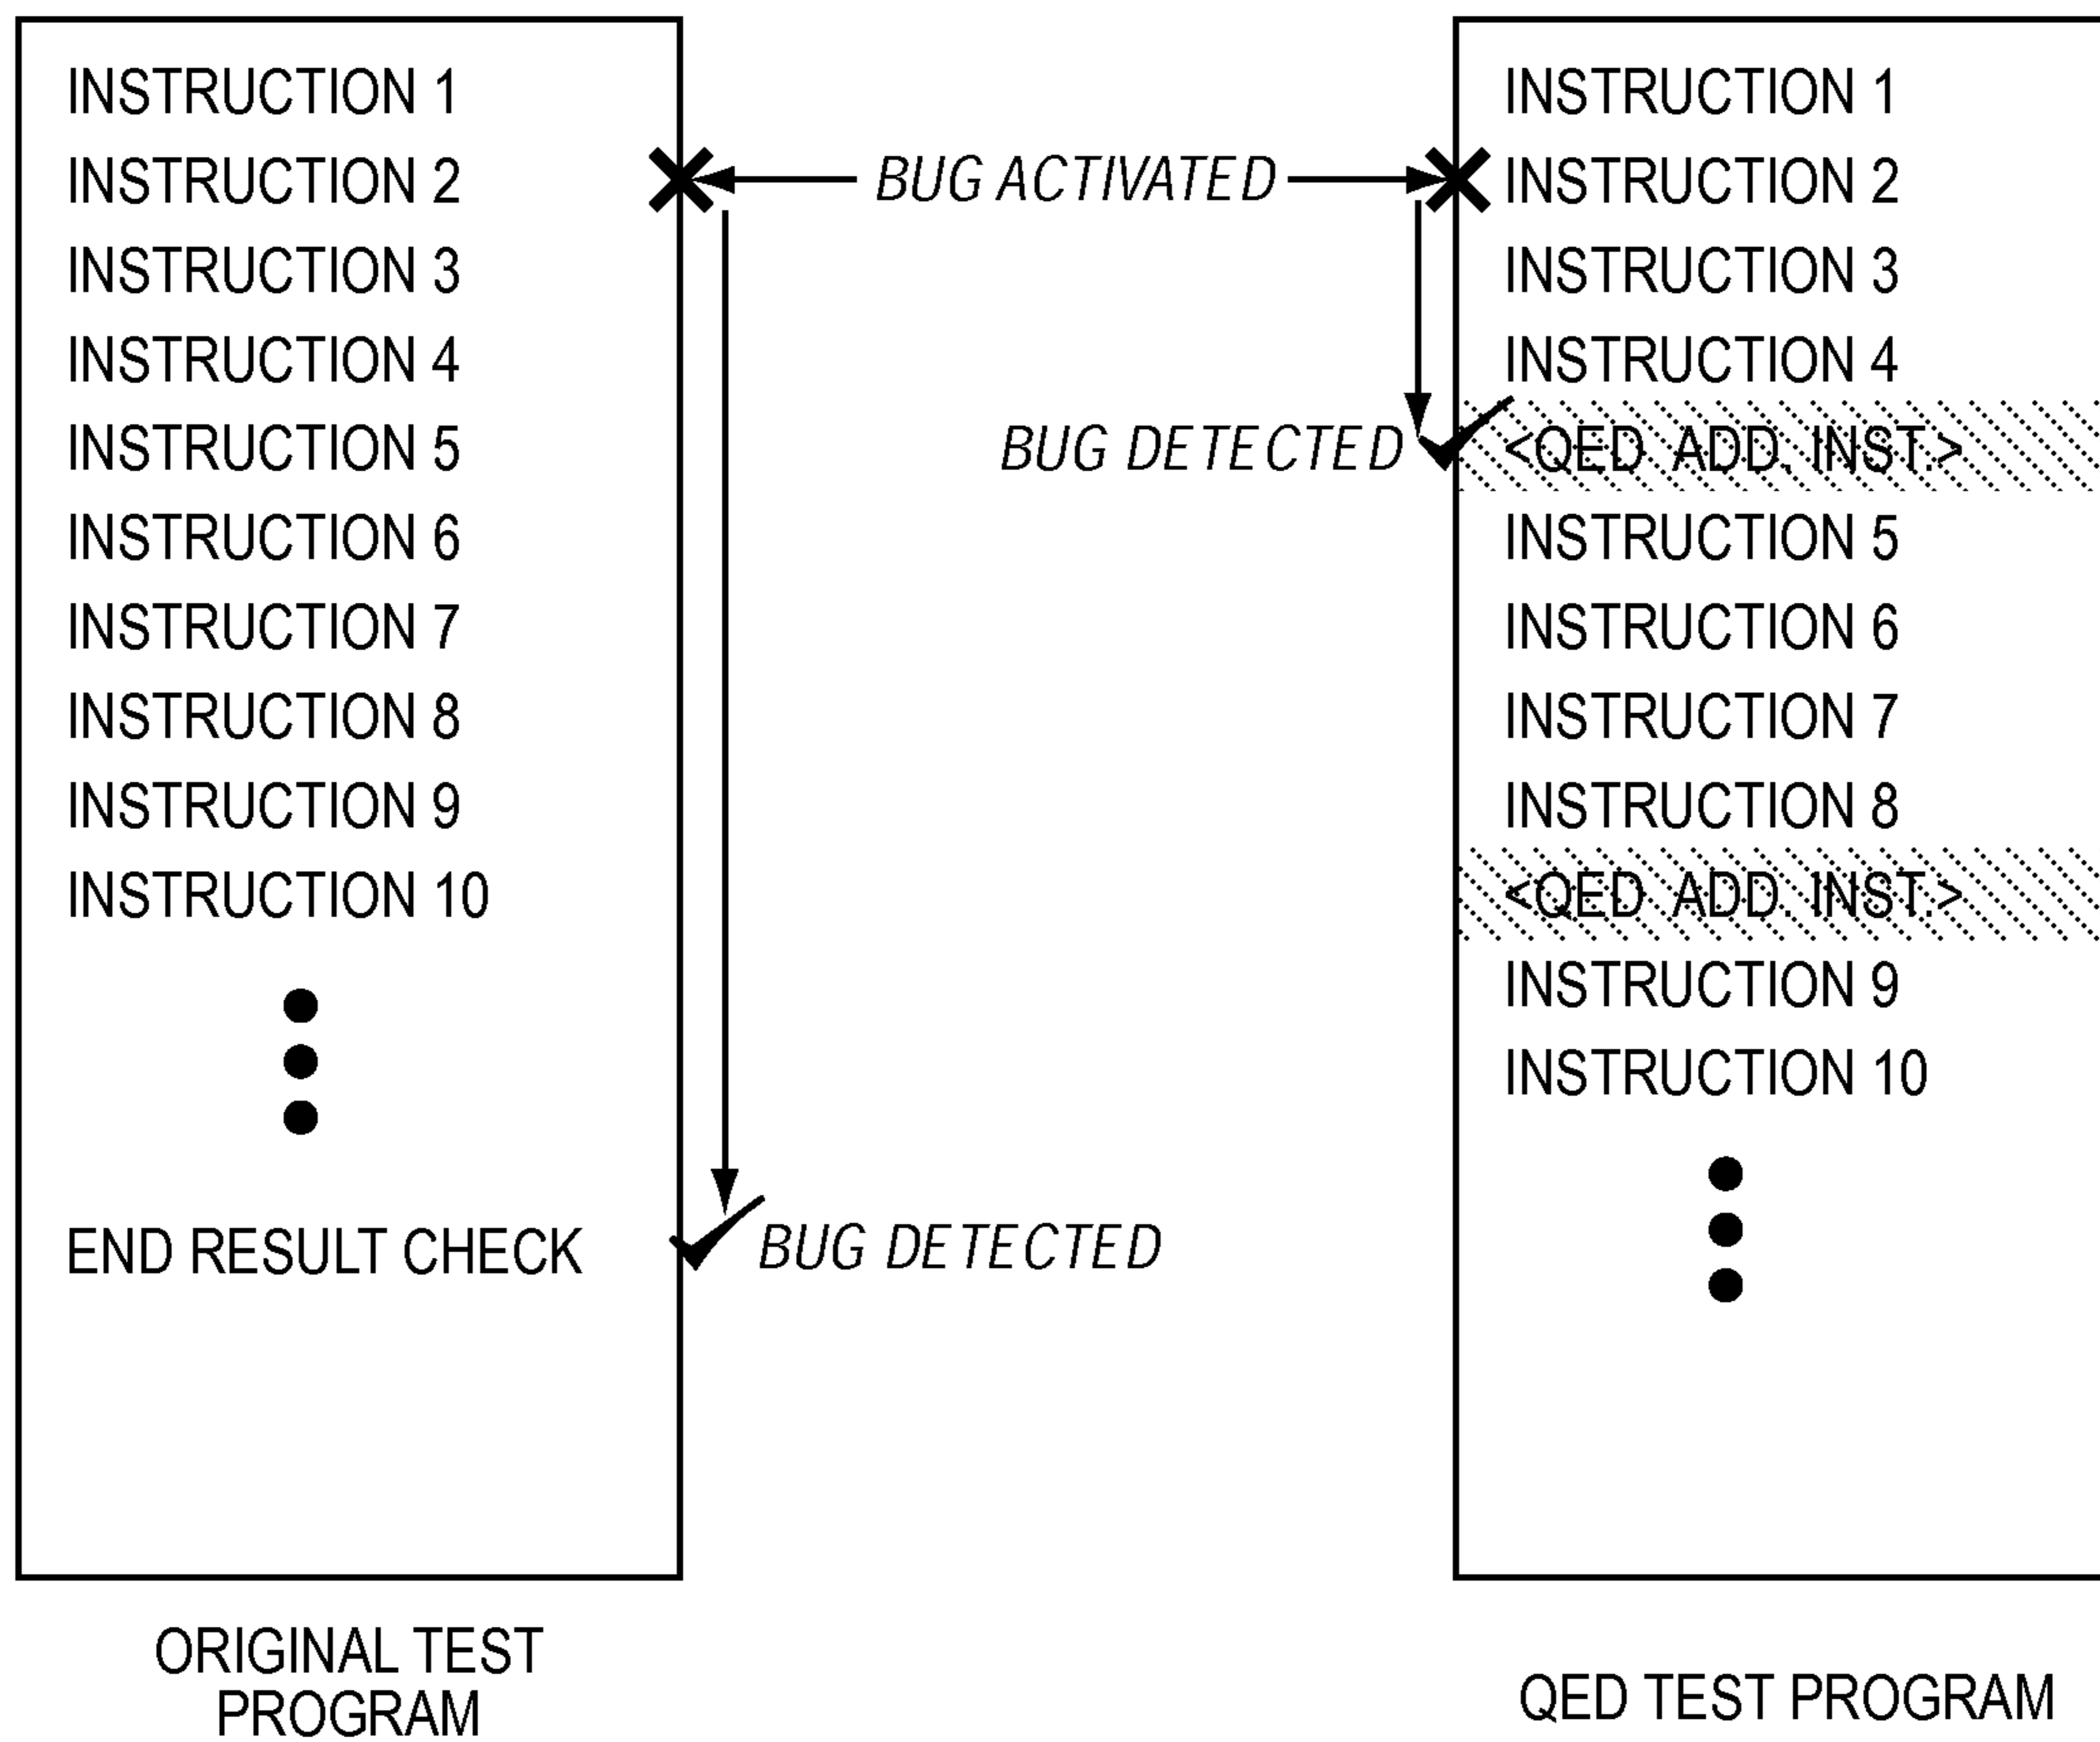 INSTRUCTION 1
INSTRUCTION 2
INSTRUCTION 3
INSTRUCTION 4
INSTRUCTION 5
INSTRUCTION 6
INSTRUCTION 7
INSTRUCTION 8
INSTRUCTION 9
INSTRUCTION 10
END RESULT CHECK
ORIGINAL TEST
PROGRAM
BUG ACTIVATED
BUG DETECTED
BUG DETECTED
INSTRUCTION 1
INSTRUCTION 2
INSTRUCTION 3
INSTRUCTION 4
<QED ADD. INST.>
INSTRUCTION 5
INSTRUCTION 6
INSTRUCTION 7
INSTRUCTION 8
<QED ADD. INST.>
INSTRUCTION 9
INSTRUCTION 10
QED TEST PROGRAM